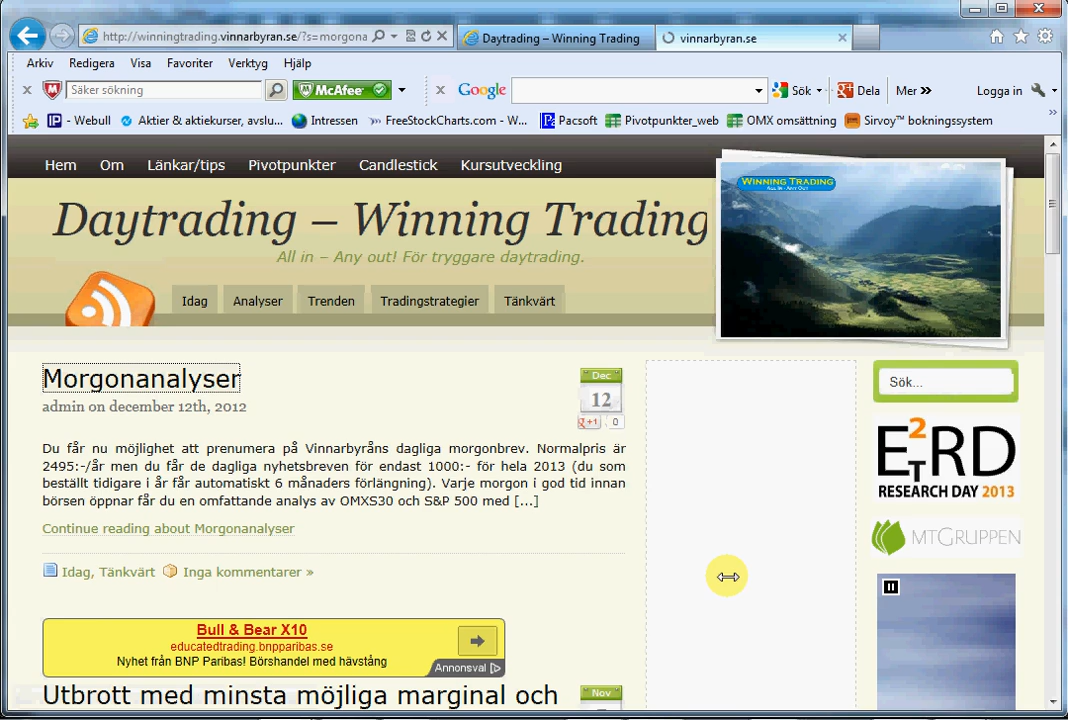 http://winningtrading.vinnarbyran.se/?s=morgona
Daytrading – Winning Trading
vinnarbyran.se
Arkiv Redigera Visa Favoriter Verktyg Hjälp
Säker sökning
McAfee
Google
Sök
Dela
Mer »
Logga in
- Webull
Aktier & aktiekurser, avslu...
Intressen
FreeStockCharts.com - W...
Pacsoft
Pivotpunkter_web
OMX omsättning
Sirvoy™ bokningssystem
Hem Om Länkar/tips Pivotpunkter Candlestick Kursutveckling
WINNING TRADING
ALL IN - ANY OUT
Daytrading – Winning Trading
All in – Any out! För tryggare daytrading.
Idag Analyser Trenden Tradingstrategier Tänkvärt
Morgonanalyser
admin on december 12th, 2012
Dec
12
+1 0
Du får nu möjlighet att prenumera på Vinnarbyråns dagliga morgonbrev. Normalpris är
2495:-/år men du får de dagliga nyhetsbreven för endast 1000:- för hela 2013 (du som
beställt tidigare i år får automatiskt 6 månaders förlängning). Varje morgon i god tid innan
börsen öppnar får du en omfattande analys av OMXS30 och S&P 500 med [...]
Continue reading about Morgonanalyser
Idag, Tänkvärt Inga kommentarer »
Bull & Bear X10
educatedtrading.bnpparibas.se
Nyhet från BNP Paribas! Börshandel med hävstång
Annonsval
Utbrott med minsta möjliga marginal och
Nov
Sök...
E2TRD
RESEARCH DAY 2013
MTGRUPPEN